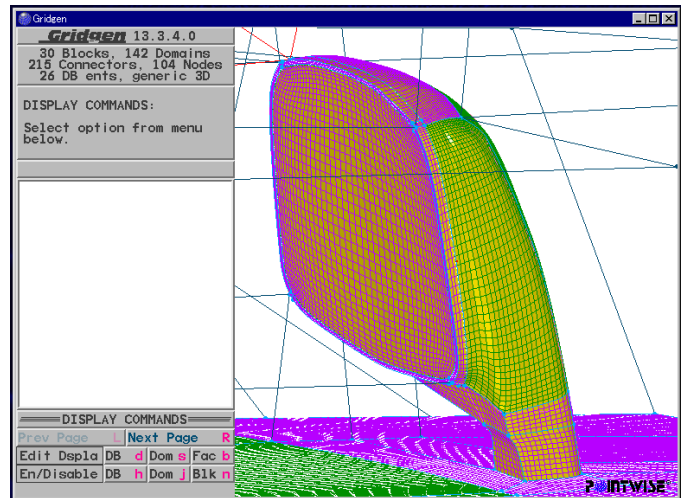 Gridgen
Gridgen 13.3.4.0
30 Blocks, 142 Domains
215 Connectors, 104 Nodes
26 DB ents, generic 3D
DISPLAY COMMANDS:
Select option from menu
below.
DISPLAY COMMANDS
Prev Page L Next Page R
Edit Dspla DB d Dom s Fac b
En/Disable DB h Dom j Blk n
POINTWISE